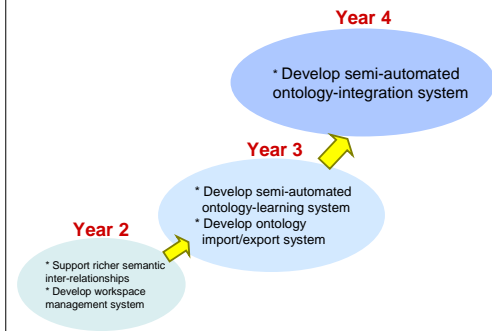 Year 4
* Develop semi-automated
ontology-integration system
Year 3
* Develop semi-automated
ontology-learning system
* Develop ontology
import/export system
Year 2
* Support richer semantic
inter-relationships
* Develop workspace
management system